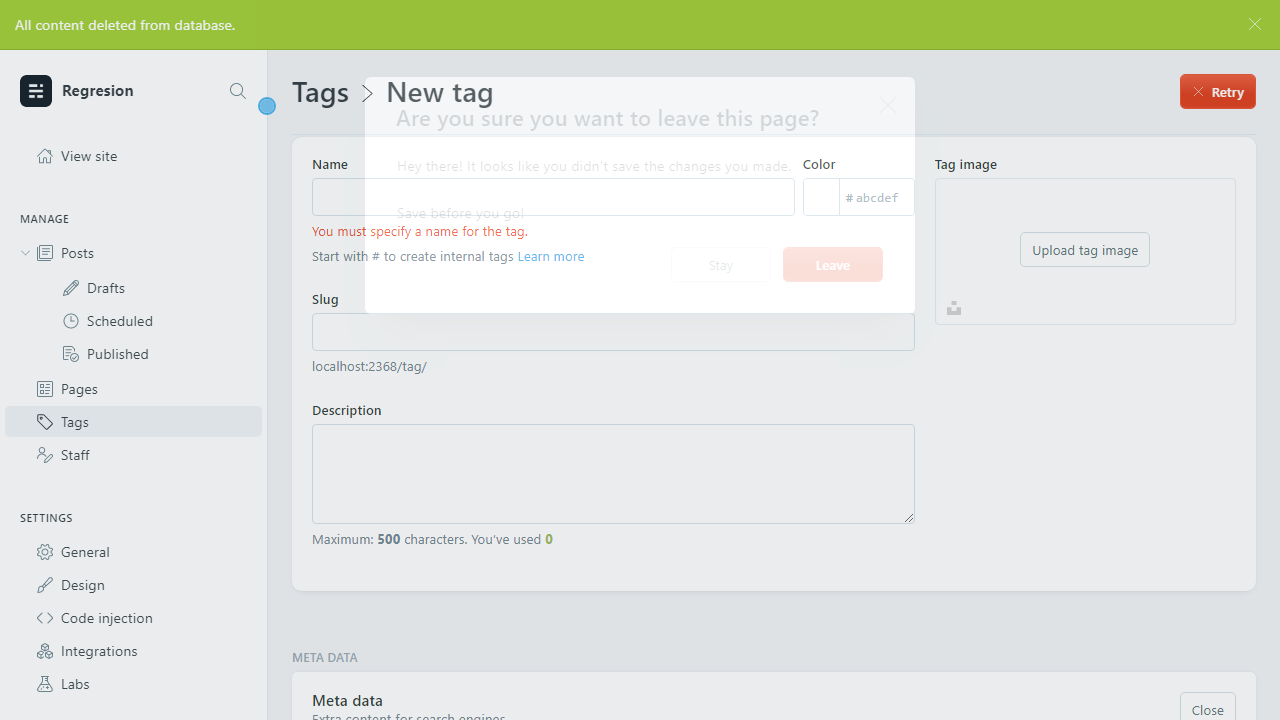 All content deleted from database.
Regresion
Tags
New tag
Retry
Are you sure you want to leave this page?
View site
Name
Color
Tag image
Hey there! It looks like you didn't save the changes you made.
# abcdef
Save before you go!
MANAGE
You must specify a name for the tag.
Posts
Start with # to create internal tags Learn more
Upload tag image
Stay
Leave
Drafts
Slug
Scheduled
Published
localhost:2368/tag/
Pages
Description
Tags
Staff
SETTINGS
Maximum: 500 characters. You've used 0
General
Design
Code injection
Integrations
META DATA
Labs
Meta data
Close
Extra content for search engines